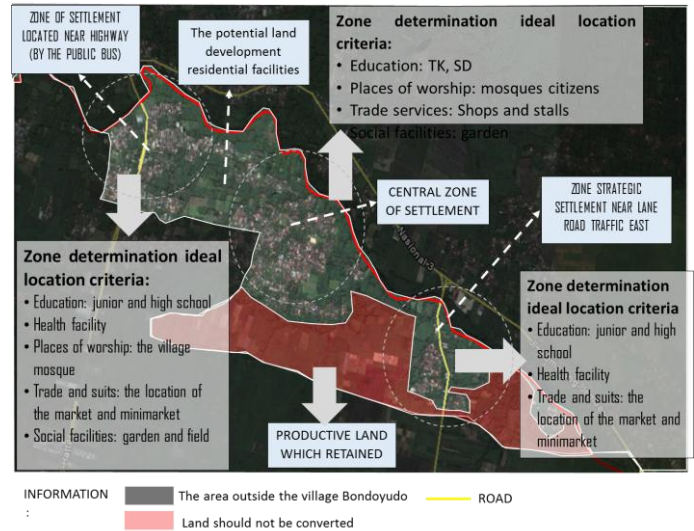 ZONE OF SETTLEMENT
LOCATED NEAR HIGHWAY
(BY THE PUBLIC BUS)
The potential land
development
residential facilities
Zone determination ideal location
criteria:
• Education: TK, SD
• Places of worship: mosques citizens
• Trade services: Shops and stalls
Social facilities: garden
CENTRAL ZONE
OF SETTLEMENT
ZONE STRATEGIC
SETTLEMENT NEAR LANE
ROAD TRAFFIC EAST
Nasional 3
Zone determination ideal
location criteria:
• Education: junior and high school
• Health facility
• Places of worship: the village
mosque
• Trade and suits: the location of
the market and minimarket
• Social facilities: garden and field
Zone determination
ideal location criteria
• Education: junior and high
school
• Health facility
• Trade and suits: the
location of the market and
minimarket
PRODUCTIVE LAND
WHICH RETAINED
INFORMATION
:
The area outside the village Bondoyudo
ROAD
Land should not be converted